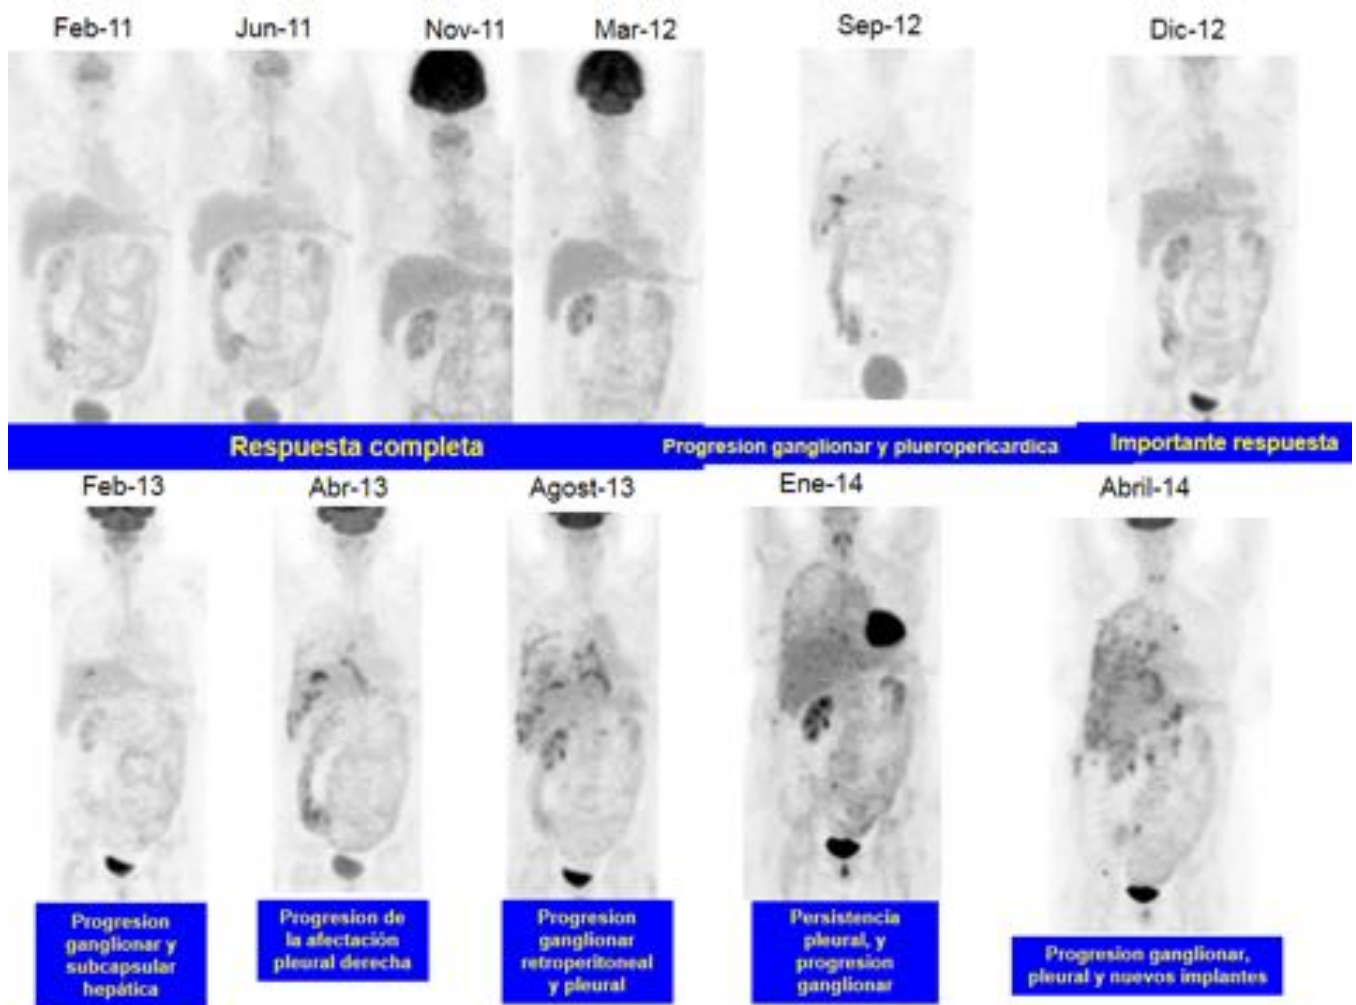 Feb-11 Jun-11 Nov-11 Mar-12 Sep-12 Dic-12
Respuesta completa Progresion ganglionar y plueropericardica Importante respuesta
Feb-13 Abr-13 Agost-13 Ene-14 Abril-14
Progresion
ganglionar y
subcapsular
hepática
Progresion de
la afectación
pleural derecha
Progresion
ganglionar
retroperitoneal
y pleural
Persistencia
pleural, y
progresion
ganglionar
Progresion ganglionar,
pleural y nuevos implantes